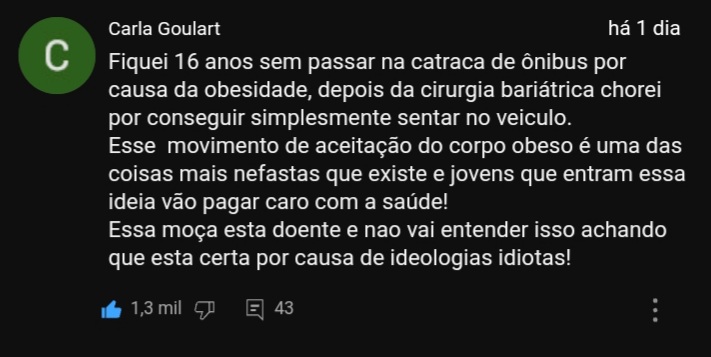 C
Carla Goulart
há 1 dia
Fiquei 16 anos sem passar na catraca de ônibus por
causa da obesidade, depois da cirurgia bariátrica chorei
por conseguir simplesmente sentar no veiculo.
Esse  movimento de aceitação do corpo obeso é uma das
coisas mais nefastas que existe e jovens que entram essa
ideia vão pagar caro com a saúde!
Essa moça esta doente e nao vai entender isso achando
que esta certa por causa de ideologias idiotas!
1,3 mil
43